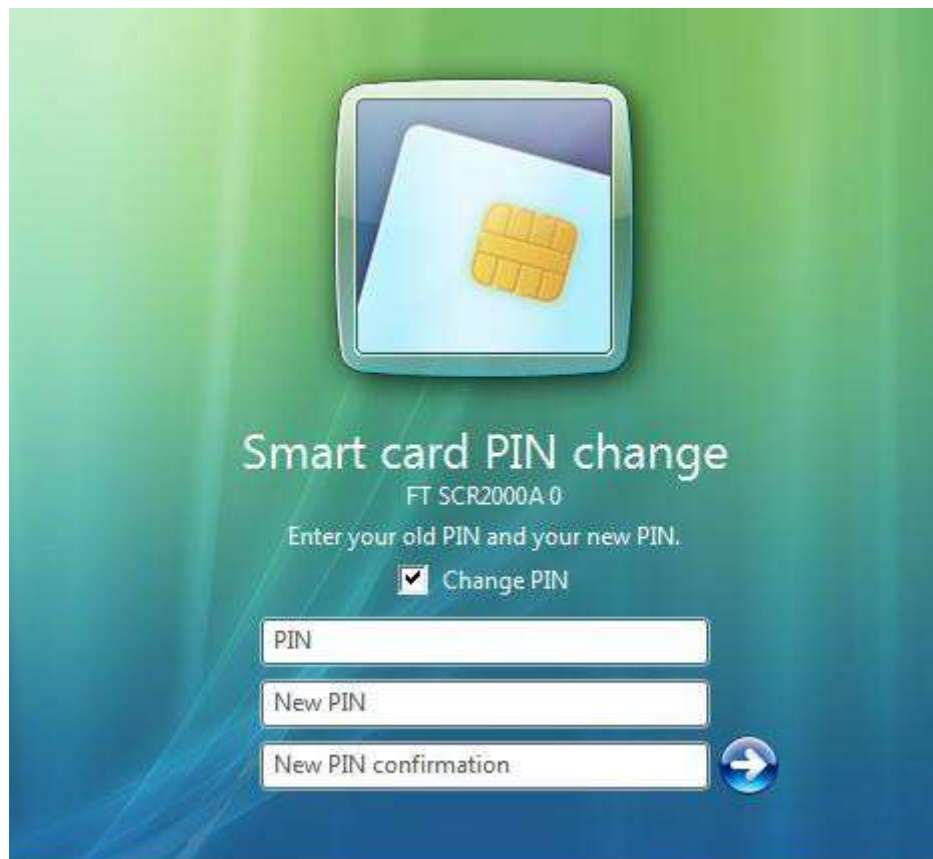 Smart card PIN change
FT SCR2000A 0
Enter your old PIN and your new PIN.
Change PIN
PIN
New PIN
New PIN confirmation